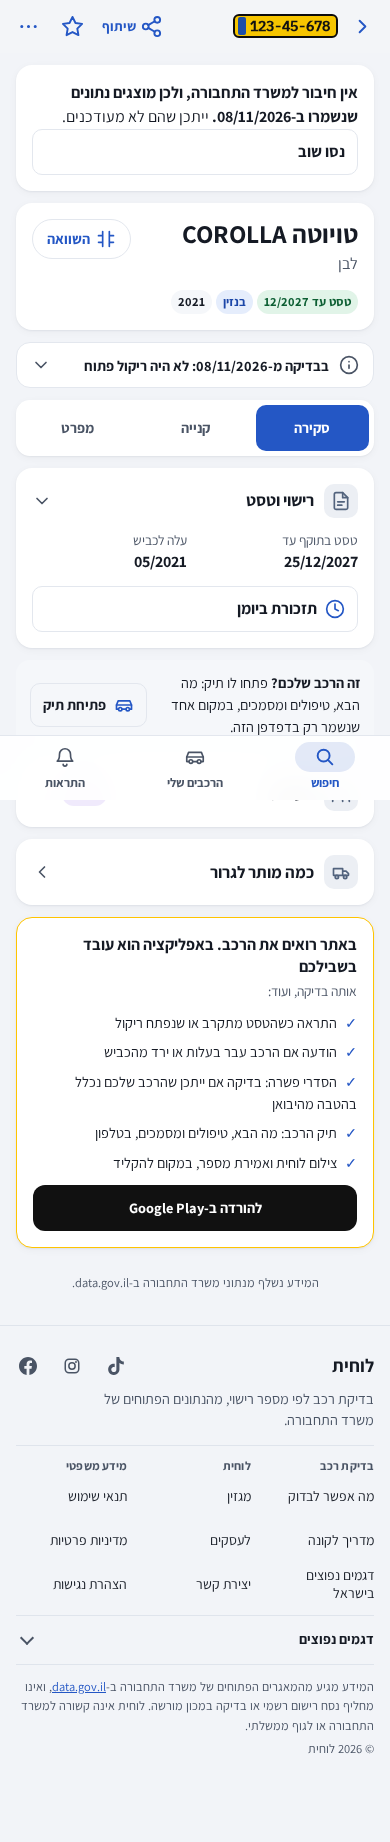 123-45-678
שיתוף
אין חיבור למשרד התחבורה, ולכן מוצגים נתונים
שנשמרו ב-08/11/2026. ייתכן שהם לא מעודכנים.
נסו שוב
טויוטה COROLLA
השוואה
לבן
טסט עד 12/2027
בנזין
2021
בבדיקה מ-08/11/2026: לא היה ריקול פתוח
סקירה
קנייה
מפרט
רישוי וטסט
טסט בתוקף עד
עלה לכביש
25/12/2027
05/2021
תזכורת ביומן
זה הרכב שלכם? פתחו לו תיק: מה
הבא, טיפולים ומסמכים, במקום אחד
שנשמר רק בדפדפן הזה.
פתיחת תיק
חיפוש
הרכבים שלי
התראות
כמה מותר לגרור
באתר רואים את הרכב. באפליקציה הוא עובד
בשבילכם
אותה בדיקה, ועוד:
✓ התראה כשהטסט מתקרב או שנפתח ריקול
✓ הודעה אם הרכב עבר בעלות או ירד מהכביש
✓ הסדרי פשרה: בדיקה אם ייתכן שהרכב שלכם נכלל
בהטבה מהיבואן
✓ תיק הרכב: מה הבא, טיפולים ומסמכים, בטלפון
✓ צילום לוחית ואמירת מספר, במקום להקליד
להורדה ב-Google Play
המידע נשלף מנתוני משרד התחבורה ב-data.gov.il.
לוחית
בדיקת רכב לפי מספר רישוי, מהנתונים הפתוחים של
משרד התחבורה.
בדיקת רכב
לוחית
מידע משפטי
מה אפשר לבדוק
מגזין
תנאי שימוש
מדריך לקונה
לעסקים
מדיניות פרטיות
דגמים נפוצים
בישראל
יצירת קשר
הצהרת נגישות
דגמים נפוצים
המידע מגיע מהמאגרים הפתוחים של משרד התחבורה ב-data.gov.il, ואינו
מחליף נסח רישום רשמי או בדיקה במכון מורשה. לוחית אינה קשורה למשרד
התחבורה או לגוף ממשלתי.
© 2026 לוחית